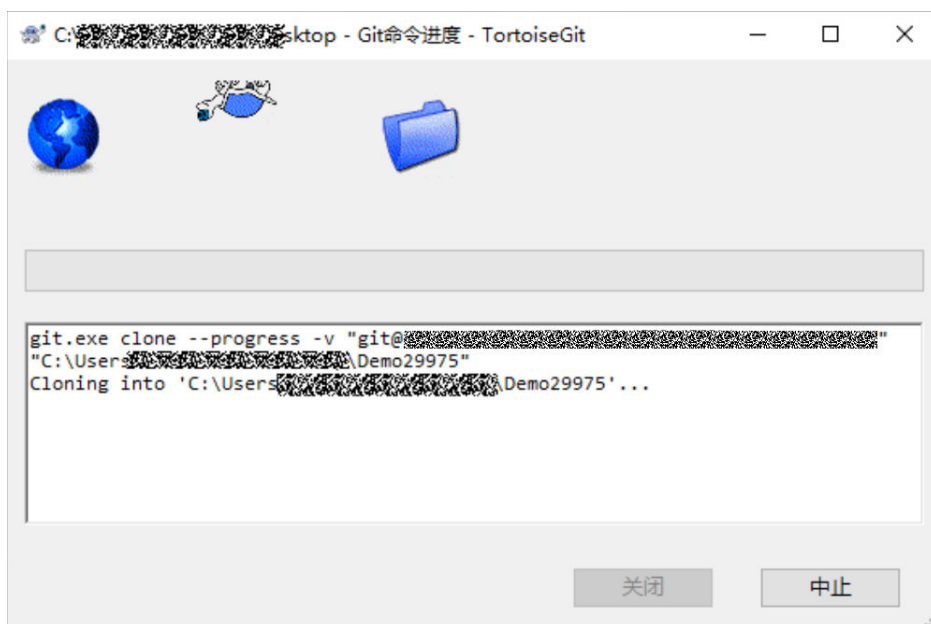 C:\sktop - Git命令进度 - TortoiseGit
git.exe clone --progress -v "git@"
"C:\Users\Demo29975"
Cloning into 'C:\Users\Demo29975'...
关闭
中止